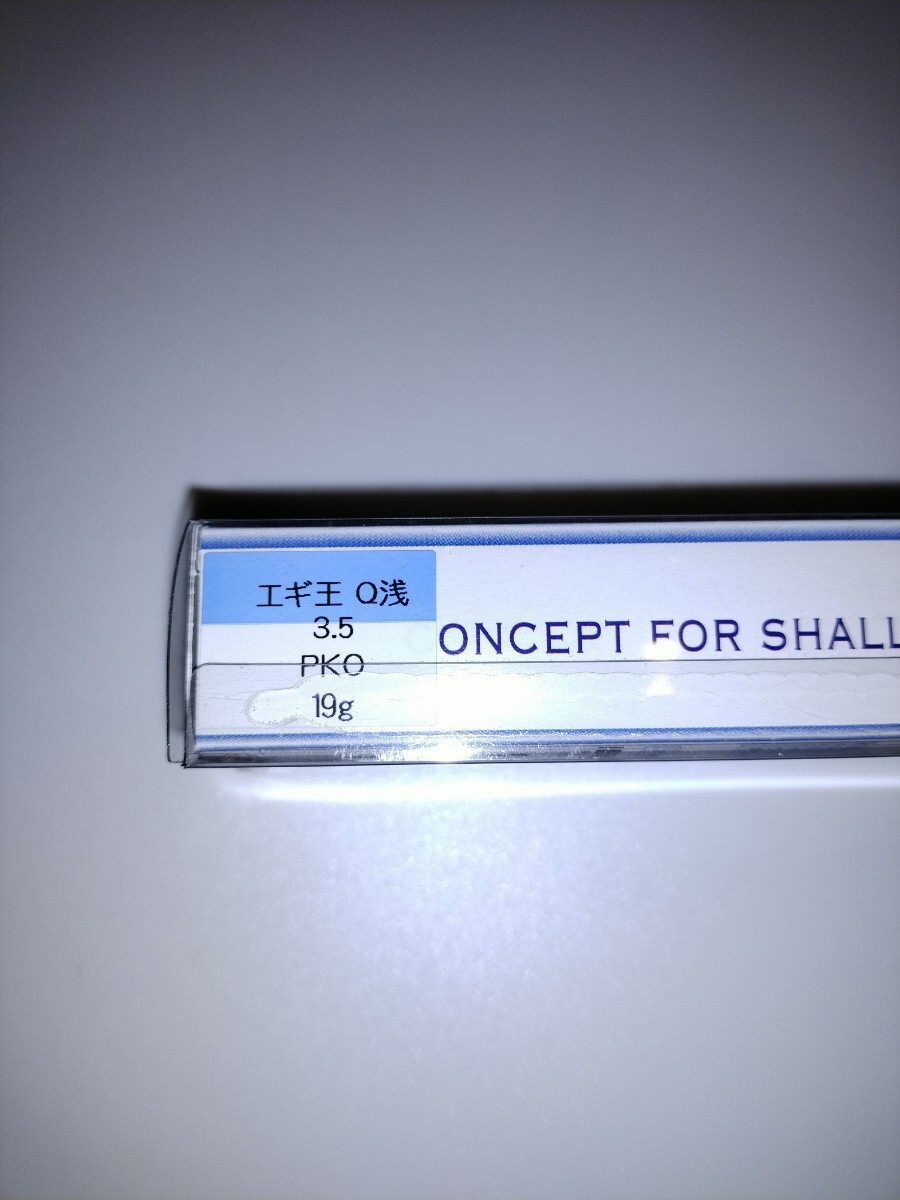 エギ王 Q浅
3.5
PKO
19g
ONCEPT FOR SHALL